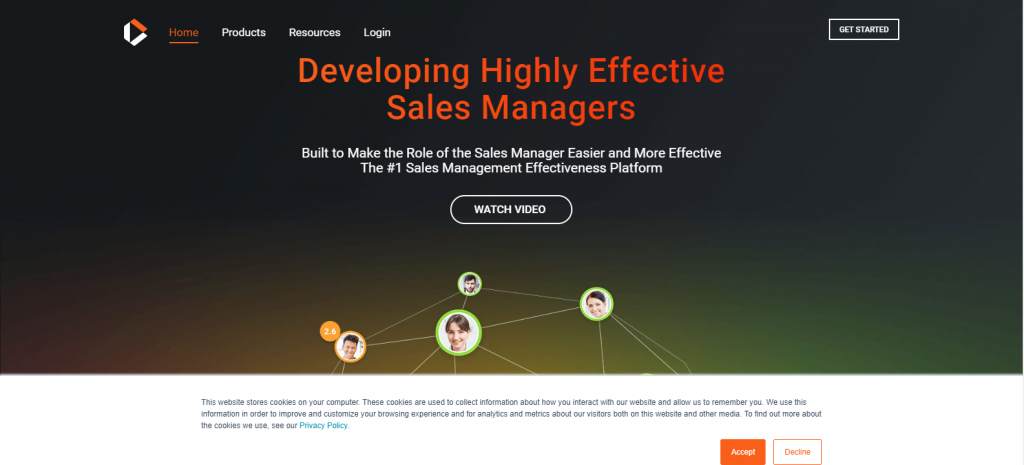 Home Products Resources Login
GET STARTED
Developing Highly Effective
Sales Managers
Built to Make the Role of the Sales Manager Easier and More Effective
The #1 Sales Management Effectiveness Platform
WATCH VIDEO
2.6
This website stores cookies on your computer. These cookies are used to collect information about how you interact with our website and allow us to remember you. We use this
information in order to improve and customize your browsing experience and for analytics and metrics about our visitors both on this website and other media. To find out more about
the cookies we use, see our Privacy Policy.
Accept Decline